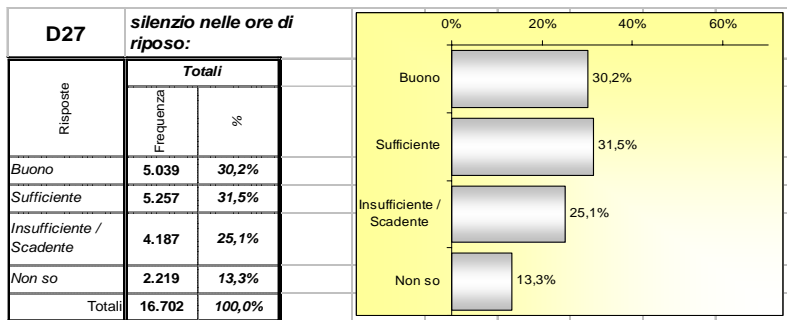 D27
silenzio nelle ore di
riposo:
Risposte
Totali
Frequenza
%
Buono 5.039 30,2%
Sufficiente 5.257 31,5%
Insufficiente /
Scadente 4.187 25,1%
Non so 2.219 13,3%
Totali 16.702 100,0%
0% 20% 40% 60%
Buono 30,2%
Sufficiente 31,5%
Insufficiente /
Scadente 25,1%
Non so 13,3%